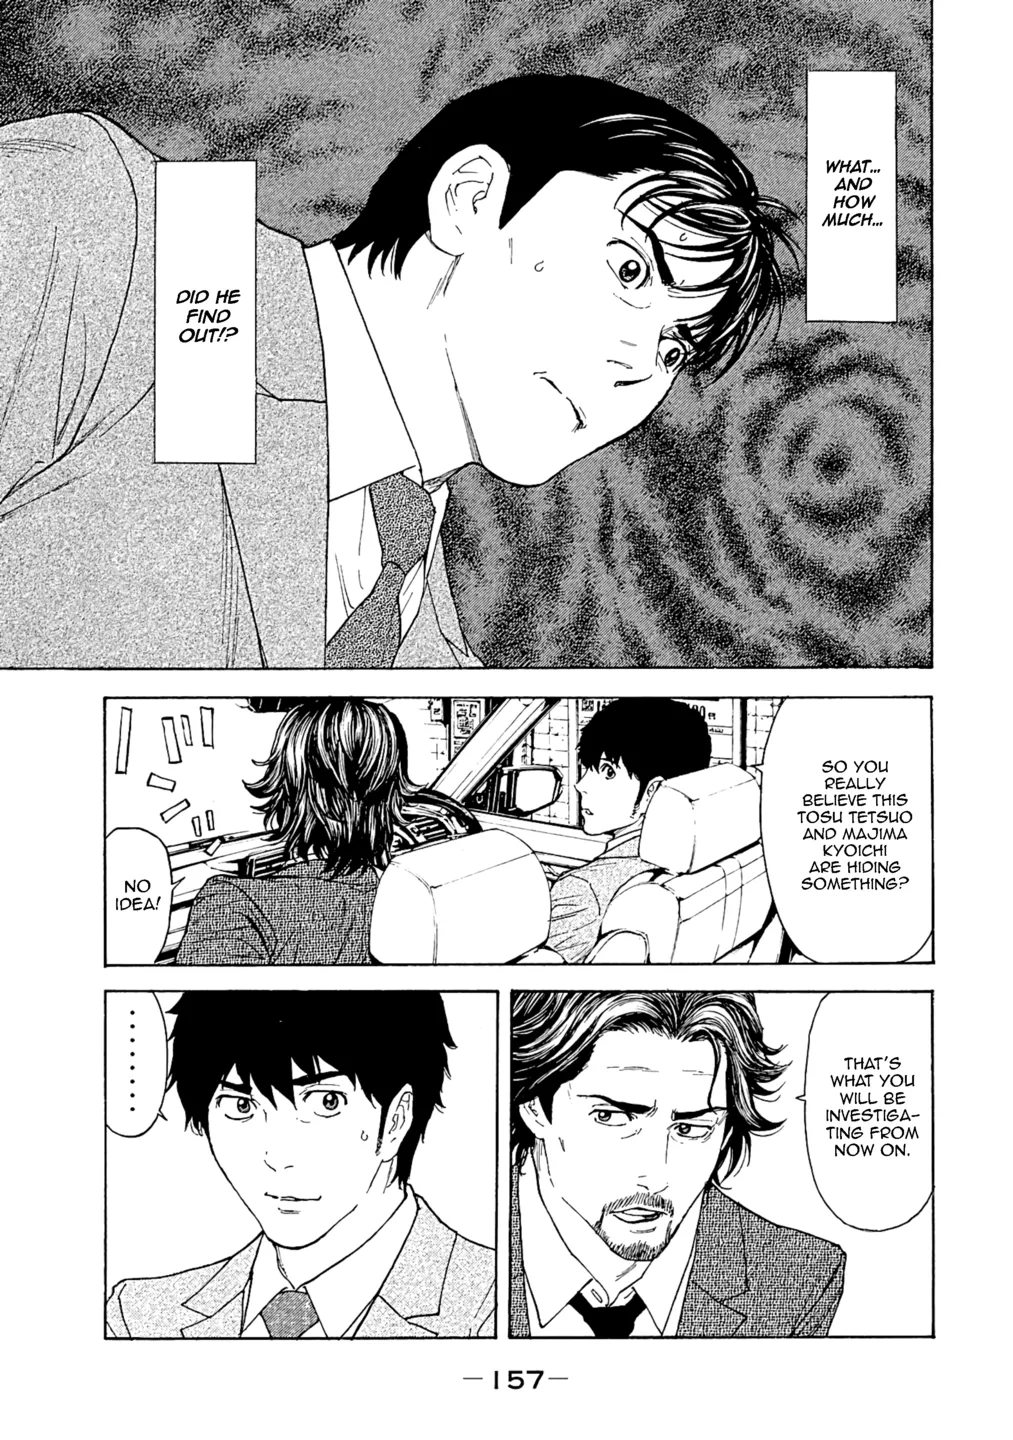 WHAT...
AND
HOW
MUCH...
DID HE
FIND
OUT!?
SO YOU
REALLY
BELIEVE THIS
TOSU TETSUO
AND MAJIMA
KYOICHI
ARE HIDING
SOMETHING?
NO
IDEA!
THAT'S
WHAT YOU
WILL BE
INVESTIGA-
TING FROM
NOW ON.
........
—157—